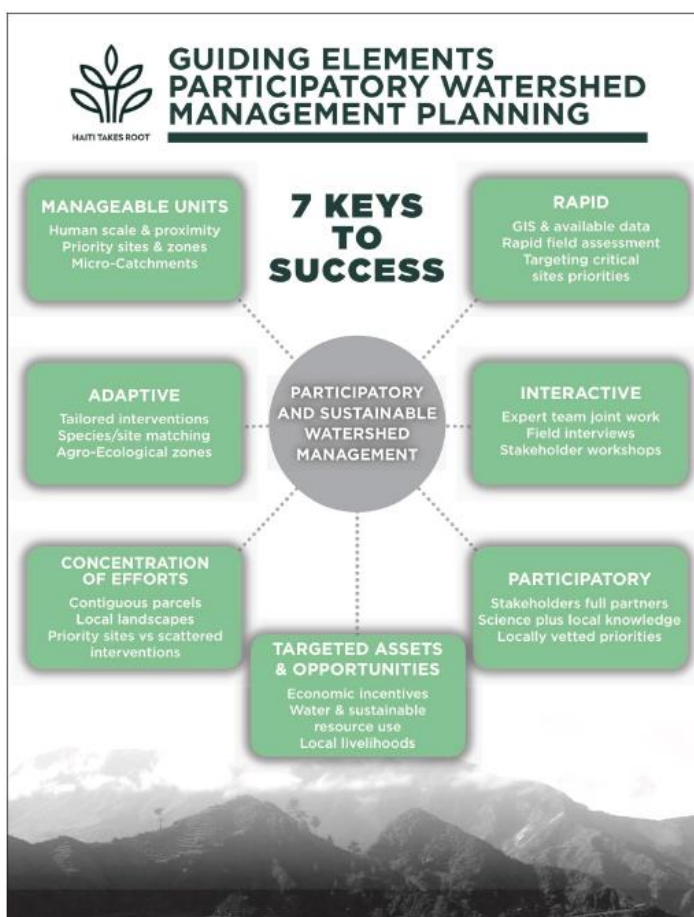 GUIDING ELEMENTS
PARTICIPATORY WATERSHED
MANAGEMENT PLANNING
HAITI TAKES ROOT
7 KEYS
TO
SUCCESS
MANAGEABLE UNITS
Human scale & proximity
Priority sites & zones
Micro-Catchments
RAPID
GIS & available data
Rapid field assessment
Targeting critical
sites priorities
ADAPTIVE
Tailored interventions
Species/site matching
Agro-Ecological zones
PARTICIPATORY
AND SUSTAINABLE
WATERSHED
MANAGEMENT
INTERACTIVE
Expert team joint work
Field interviews
Stakeholder workshops
CONCENTRATION
OF EFFORTS
Contiguous parcels
Local landscapes
Priority sites vs scattered
interventions
TARGETED ASSETS
& OPPORTUNITIES
Economic incentives
Water & sustainable
resource use
Local livelihoods
PARTICIPATORY
Stakeholders full partners
Science plus local knowledge
Locally vetted priorities